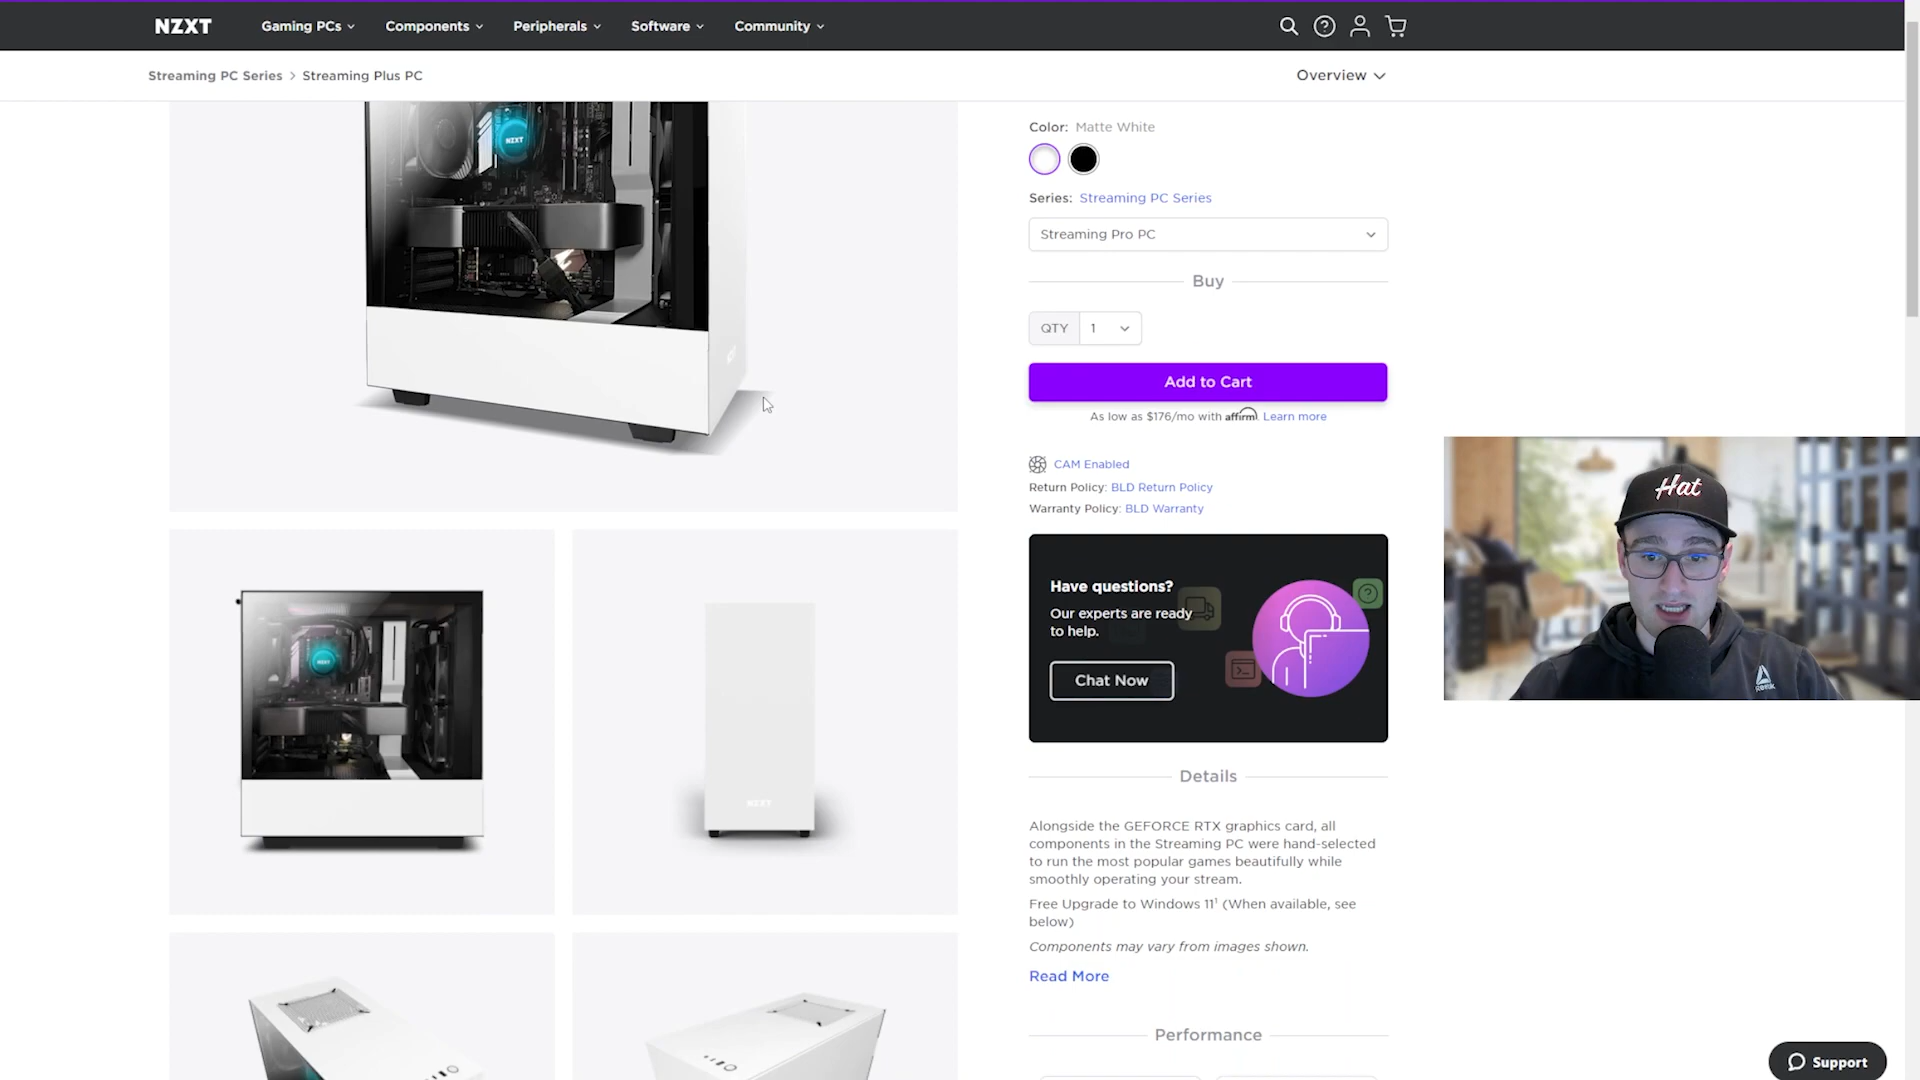 NZXT
Gaming PCs
Components
Peripherals
Software
Community
Streaming PC Series > Streaming Plus PC
Overview
NZXT
Color: Matte White
Series: Streaming PC Series
Streaming Pro PC
Buy
QTY 1
Add to Cart
As low as $176/mo with affirm. Learn more
CAM Enabled
Return Policy: BLD Return Policy
Warranty Policy: BLD Warranty
Have questions?
Our experts are ready
to help.
Chat Now
Hat
Reebok
NZXT
NZXT
Details
Alongside the GEFORCE RTX graphics card, all
components in the Streaming PC were hand-selected
to run the most popular games beautifully while
smoothly operating your stream.
Free Upgrade to Windows 11¹ (When available, see
below)
Components may vary from images shown.
Read More
Performance
Support